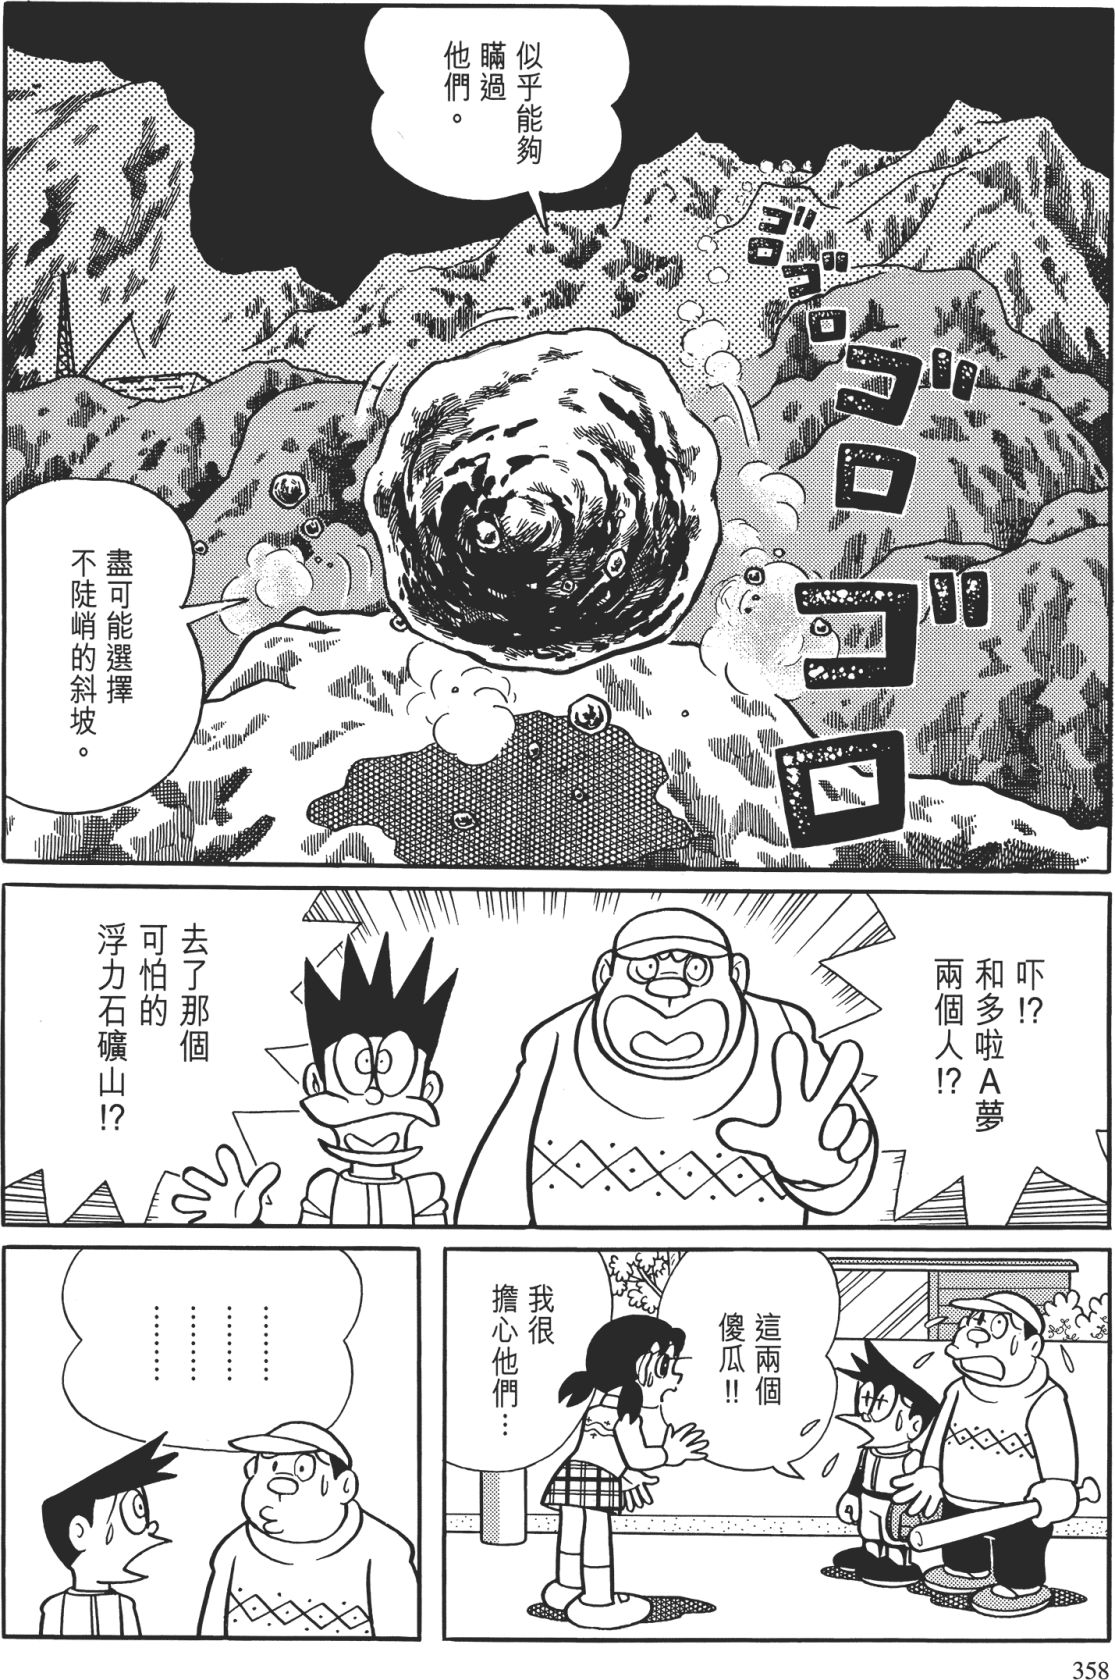 似乎能夠
瞞過
他們。
ゴロゴロゴロゴロ
盡可能選擇
不陡峭的斜坡。
吓!?
和多啦A夢
兩個人!?
去了那個
可怕的
浮力石礦山!?
這兩個
傻瓜!!
我很
擔心他們…
…………
358